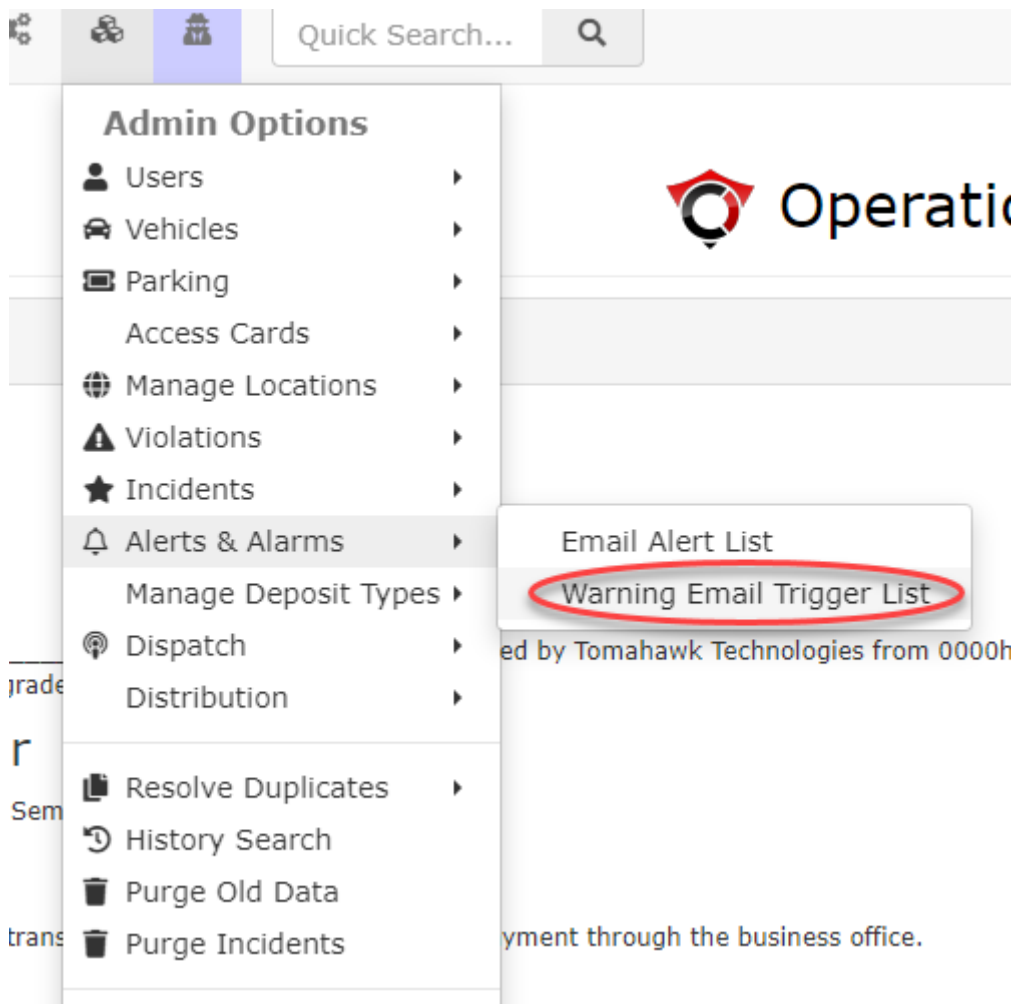 Quick Search...
Admin Options
Users
Vehicles
Operatio
Parking
Access Cards
Manage Locations
Violations
Incidents
Alerts & Alarms
Email Alert List
Manage Deposit Types
Warning Email Trigger List
Dispatch
ed by Tomahawk Technologies from 0000h
grade
Distribution
r
Resolve Duplicates
Sem
History Search
Purge Old Data
trans
Purge Incidents
yment through the business office.